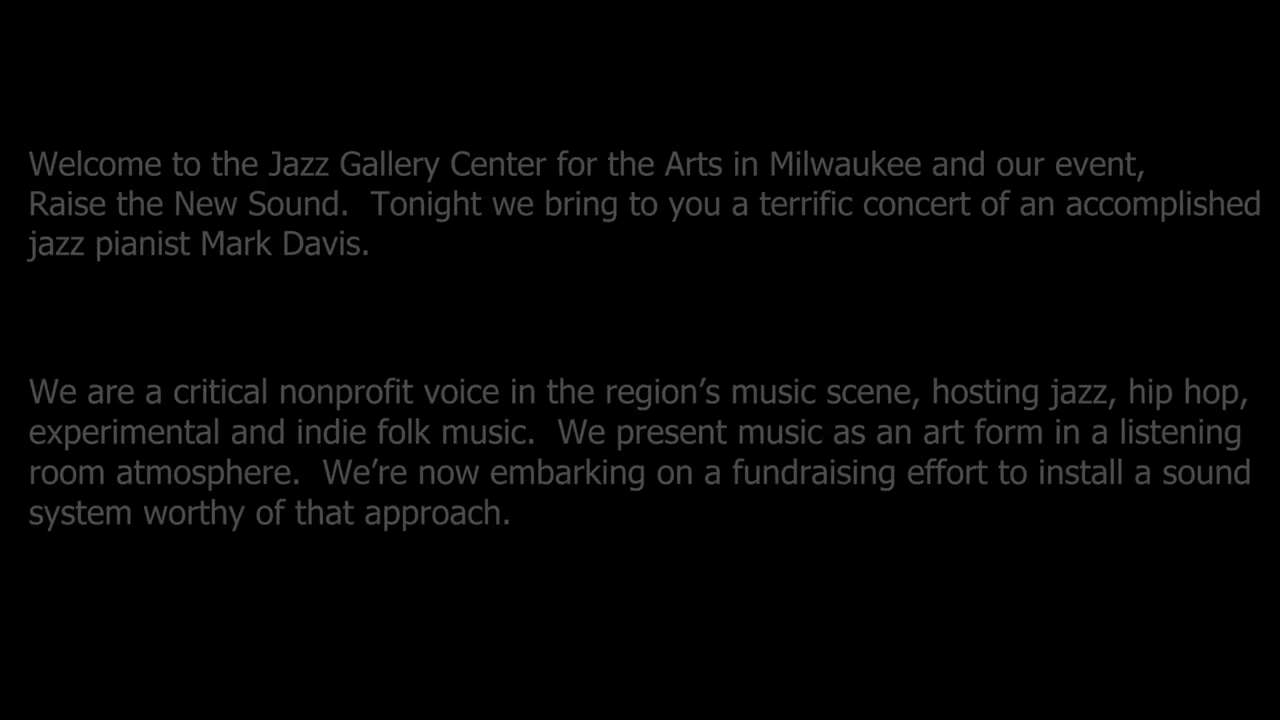 Welcome to the Jazz Gallery Center for the Arts in Milwaukee and our event,
Raise the New Sound.  Tonight we bring to you a terrific concert of an accomplished
jazz pianist Mark Davis.
We are a critical nonprofit voice in the region’s music scene, hosting jazz, hip hop,
experimental and indie folk music.  We present music as an art form in a listening
room atmosphere.  We’re now embarking on a fundraising effort to install a sound
system worthy of that approach.